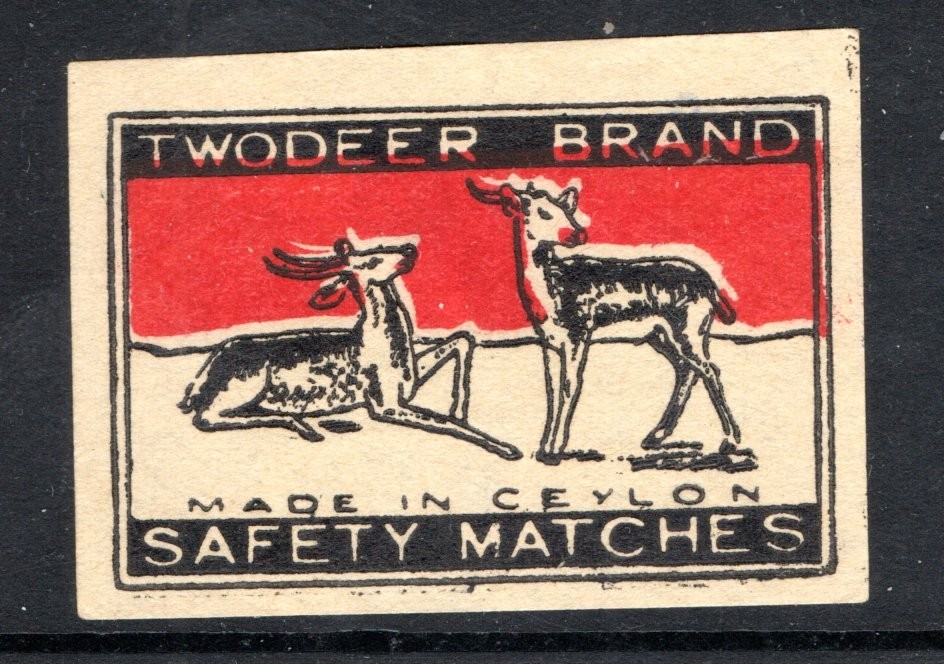 TWODEER BRAND
MADE IN CEYLON
SAFETY MATCHES